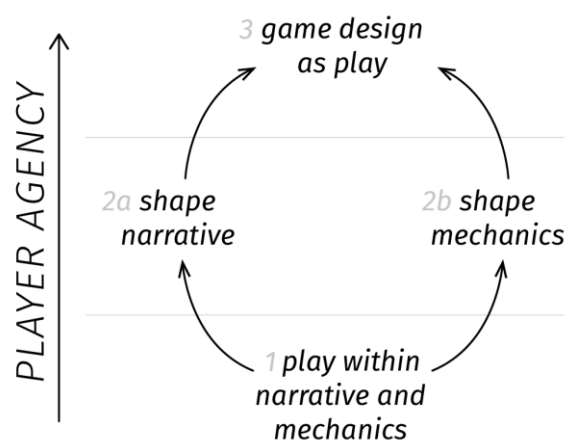 3 game design
as play
PLAYER AGENCY
2a shape
narrative
2b shape
mechanics
1 play within
narrative and
mechanics